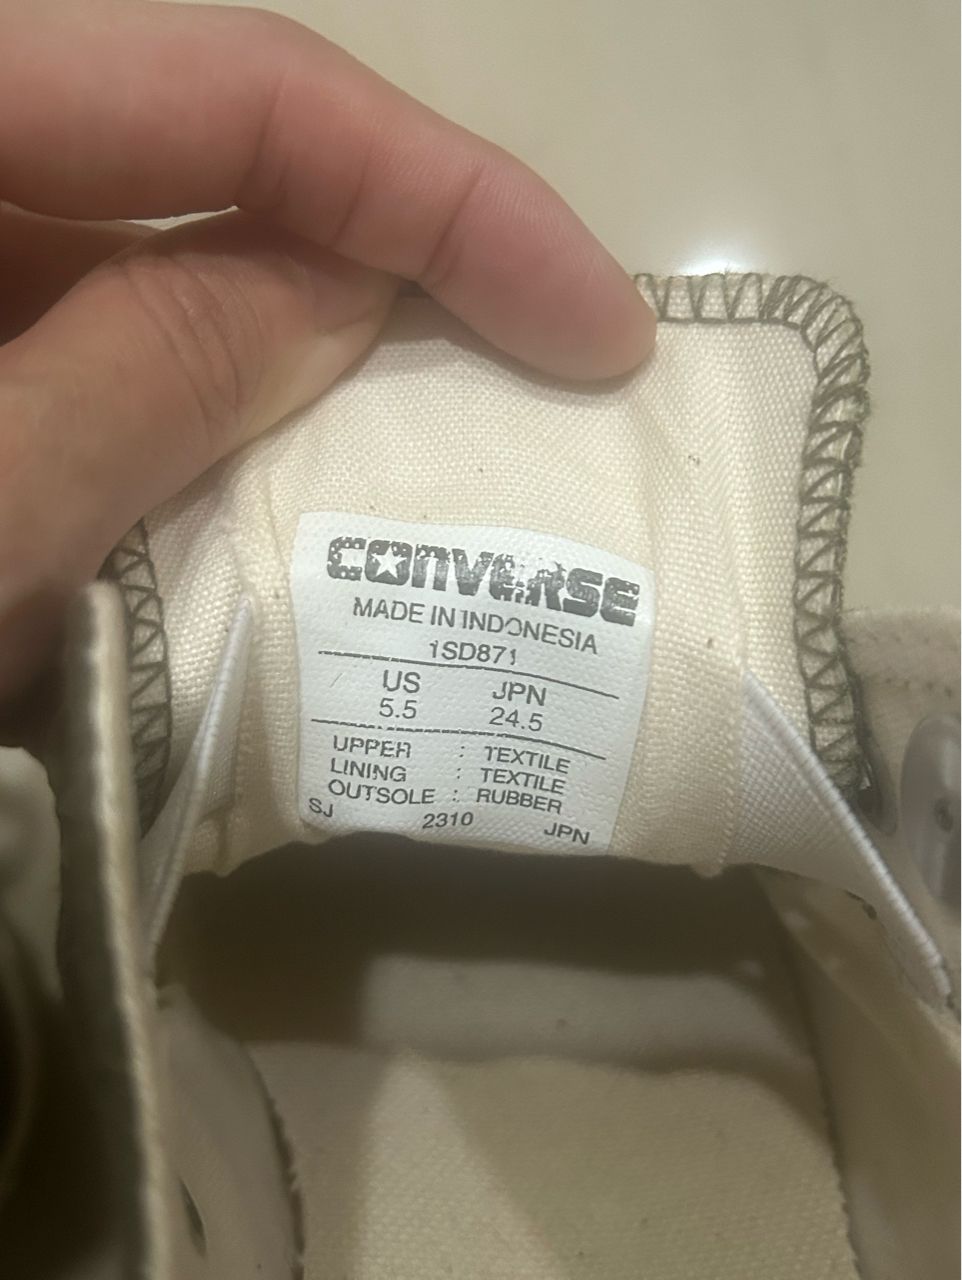 CONVERSE
MADE IN INDONESIA
1SD871
US JPN
5.5 24.5
UPPER : TEXTILE
LINING : TEXTILE
OUTSOLE : RUBBER
SJ 2310 JPN